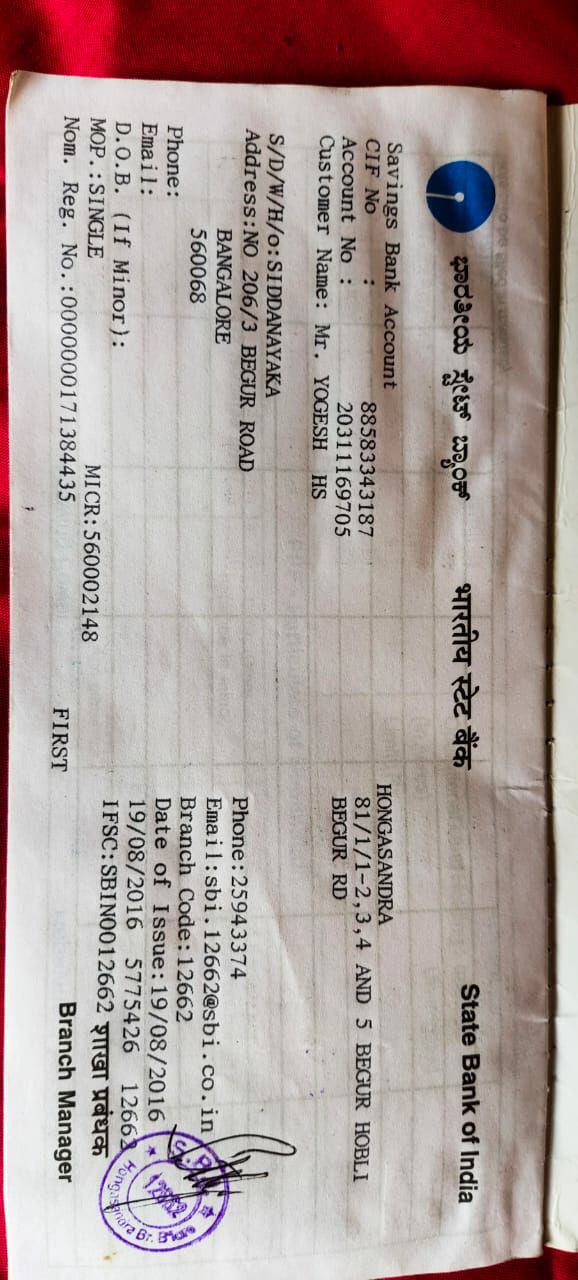 ಭಾರತೀಯ ಸ್ಟೇಟ್ ಬ್ಯಾಂಕ್ भारतीय स्टेट बैंक State Bank of India
Savings Bank Account HONGASANDRA
CIF No : 88583343187 81/1/1-2,3,4 AND 5 BEGUR HOBLI
Account No : 20311169705 BEGUR RD
Customer Name: Mr. YOGESH HS
S/D/W/H/o:SIDDANAYAKA
Address:NO 206/3 BEGUR ROAD Phone:25943374
BANGALORE Email:sbi.12662@sbi.co.in
560068 Branch Code:12662
Phone: Date of Issue:19/08/2016
Email: 19/08/2016 5775426 12662
D.O.B. (If Minor): IFSC:SBIN0012662 शाखा प्रबंधक
MOP.:SINGLE MICR:560002148
Nom. Reg. No.:0000000171384435 FIRST Branch Manager
12662